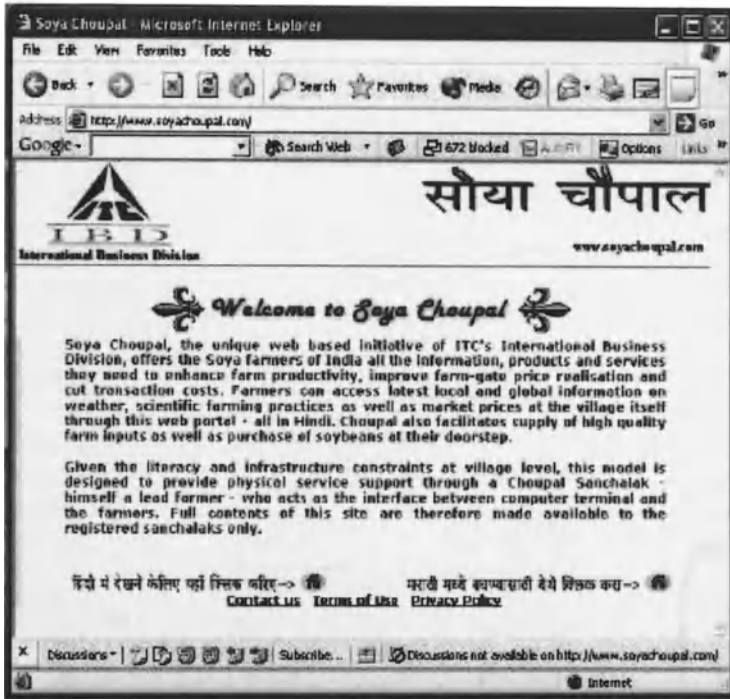 Soya Choupal - Microsoft Internet Explorer
File Edit View Favorites Tools Help
Back Search Favorites Media
Address http://www.soyachoupal.com/ Go
Google Search Web 672 blocked Options Links
ITC
IBD
International Business Division
सोया चौपाल
www.soyachoupal.com
Welcome to Soya Choupal
Soya Choupal, the unique web based initiative of ITC's International Business
Division, offers the Soya farmers of India all the information, products and services
they need to enhance farm productivity, improve farm-gate price realisation and
cut transaction costs. Farmers can access latest local and global information on
weather, scientific farming practices as well as market prices at the village itself
through this web portal - all in Hindi. Choupal also facilitates supply of high quality
farm inputs as well as purchase of soybeans at their doorstep.
Given the literacy and infrastructure constraints at village level, this model is
designed to provide physical service support through a Choupal Sanchalak -
himself a lead farmer - who acts as the interface between computer terminal and
the farmers. Full contents of this site are therefore made available to the
registered sanchalaks only.
हिंदी में देखने केलिए यहाँ क्लिक करिए--> मराठी मध्ये बघण्यासाठी येथे क्लिक करा-->
Contact us Terms of Use Privacy Policy
Discussions Subscribe... Discussions not available on http://www.soyachoupal.com/
Internet